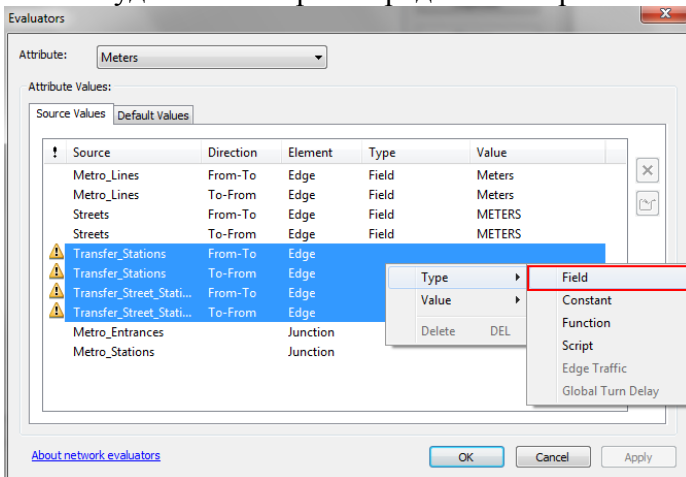 Evaluators
Attribute: Meters
Attribute Values:
Source Values Default Values
! Source Direction Element Type Value
Metro_Lines From-To Edge Field Meters
Metro_Lines To-From Edge Field Meters
Streets From-To Edge Field METERS
Streets To-From Edge Field METERS
Transfer_Stations From-To Edge
Transfer_Stations To-From Edge
Transfer_Street_Stati... From-To Edge
Transfer_Street_Stati... To-From Edge
Metro_Entrances Junction
Metro_Stations Junction
Type Field
Value Constant
Delete DEL Function
Script
Edge Traffic
Global Turn Delay
About network evaluators OK Cancel Apply